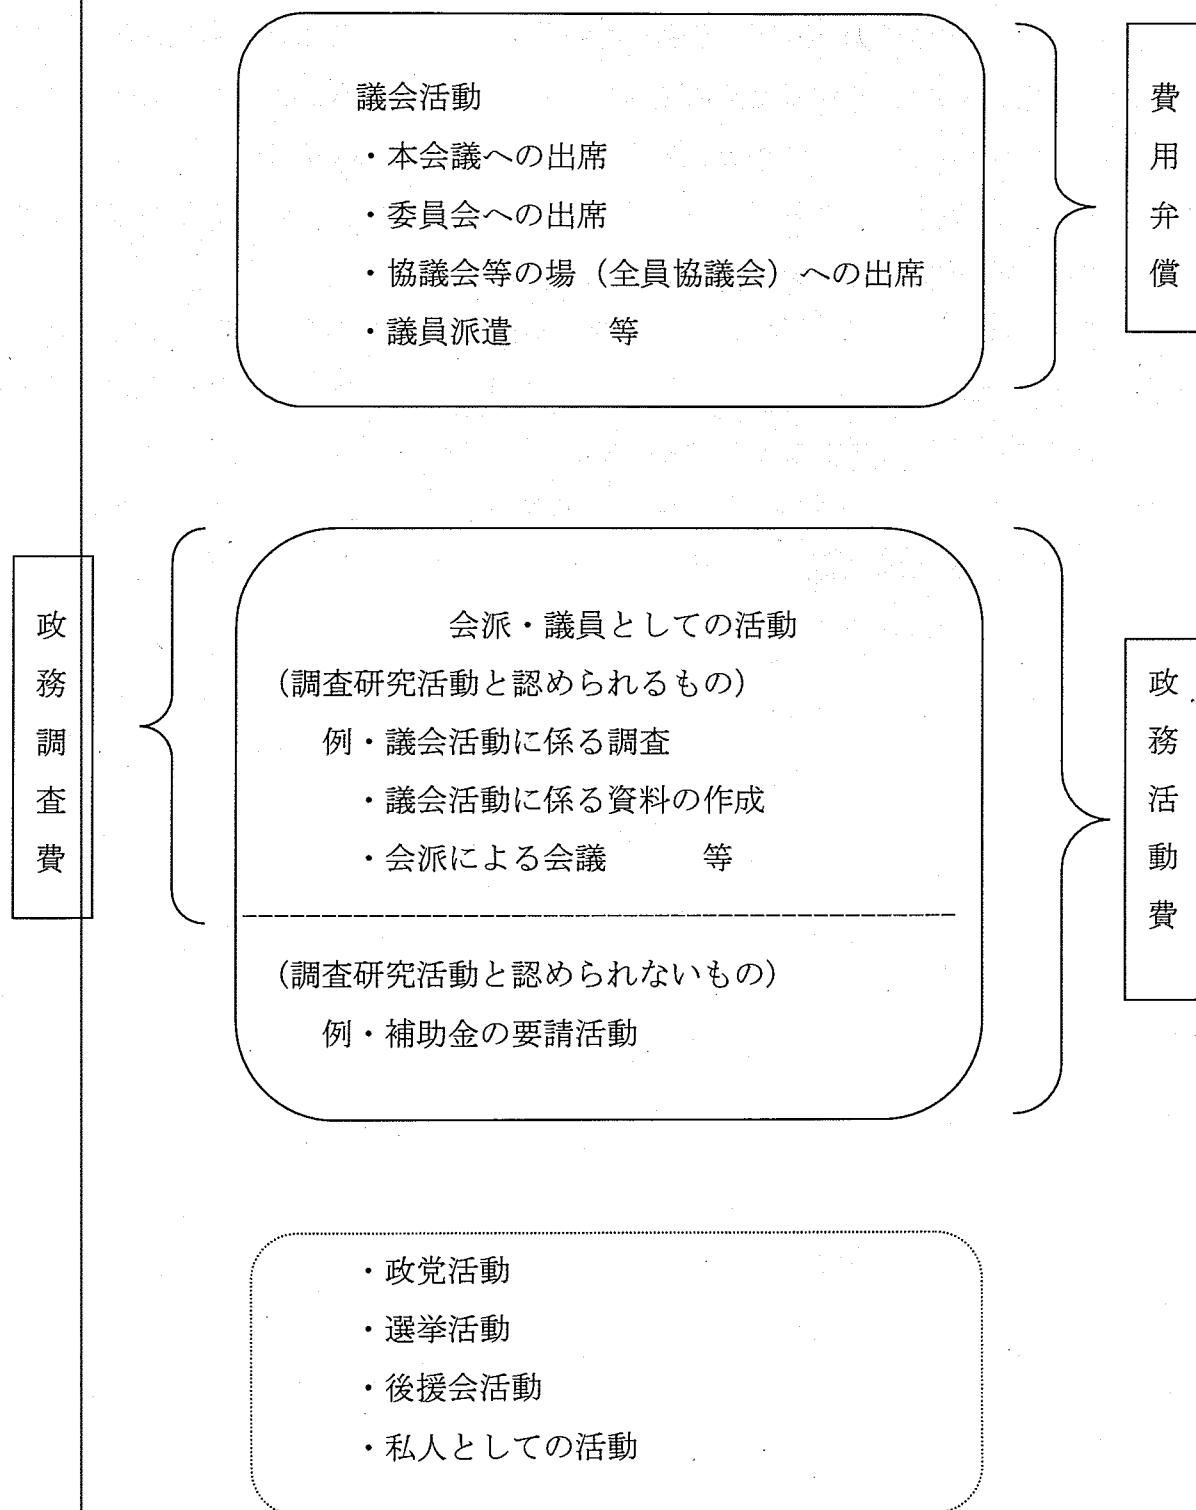 議会活動
・本会議への出席
・委員会への出席
・協議会等の場（全員協議会）への出席
・議員派遣　　　等
費用弁償
政務調査費
会派・議員としての活動
（調査研究活動と認められるもの）
例・議会活動に係る調査
・議会活動に係る資料の作成
・会派による会議　　　等
（調査研究活動と認められないもの）
例・補助金の要請活動
政務活動費
・政党活動
・選挙活動
・後援会活動
・私人としての活動